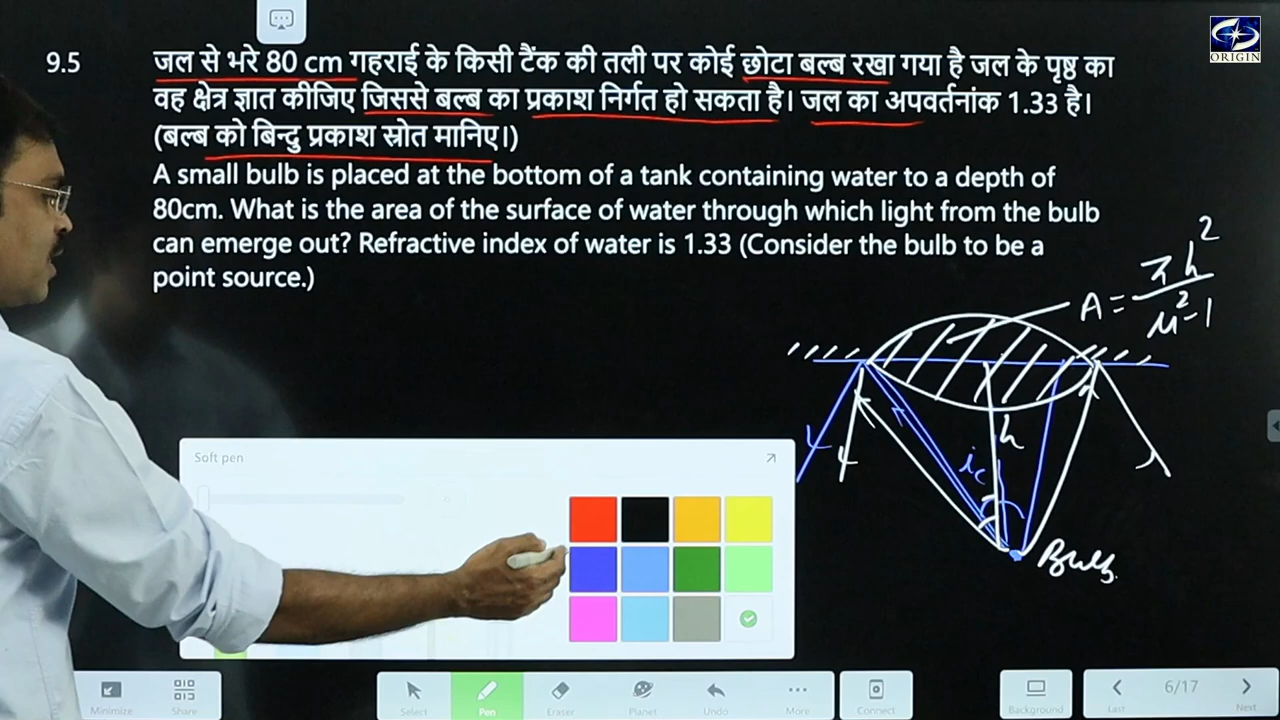 ORIGIN
9.5 जल से भरे 80 cm गहराई के किसी टैंक की तली पर कोई छोटा बल्ब रखा गया है जल के पृष्ठ का
वह क्षेत्र ज्ञात कीजिए जिससे बल्ब का प्रकाश निर्गत हो सकता है। जल का अपवर्तनांक 1.33 है।
(बल्ब को बिन्दु प्रकाश स्रोत मानिए।)
A small bulb is placed at the bottom of a tank containing water to a depth of
80cm. What is the area of the surface of water through which light from the bulb
can emerge out? Refractive index of water is 1.33 (Consider the bulb to be a
point source.)
A = πh²/μ²-1
h
ic
Bulb
Soft pen
Minimize Share Select Pen Eraser Planet Undo More Connect Background Last 6/17 Next